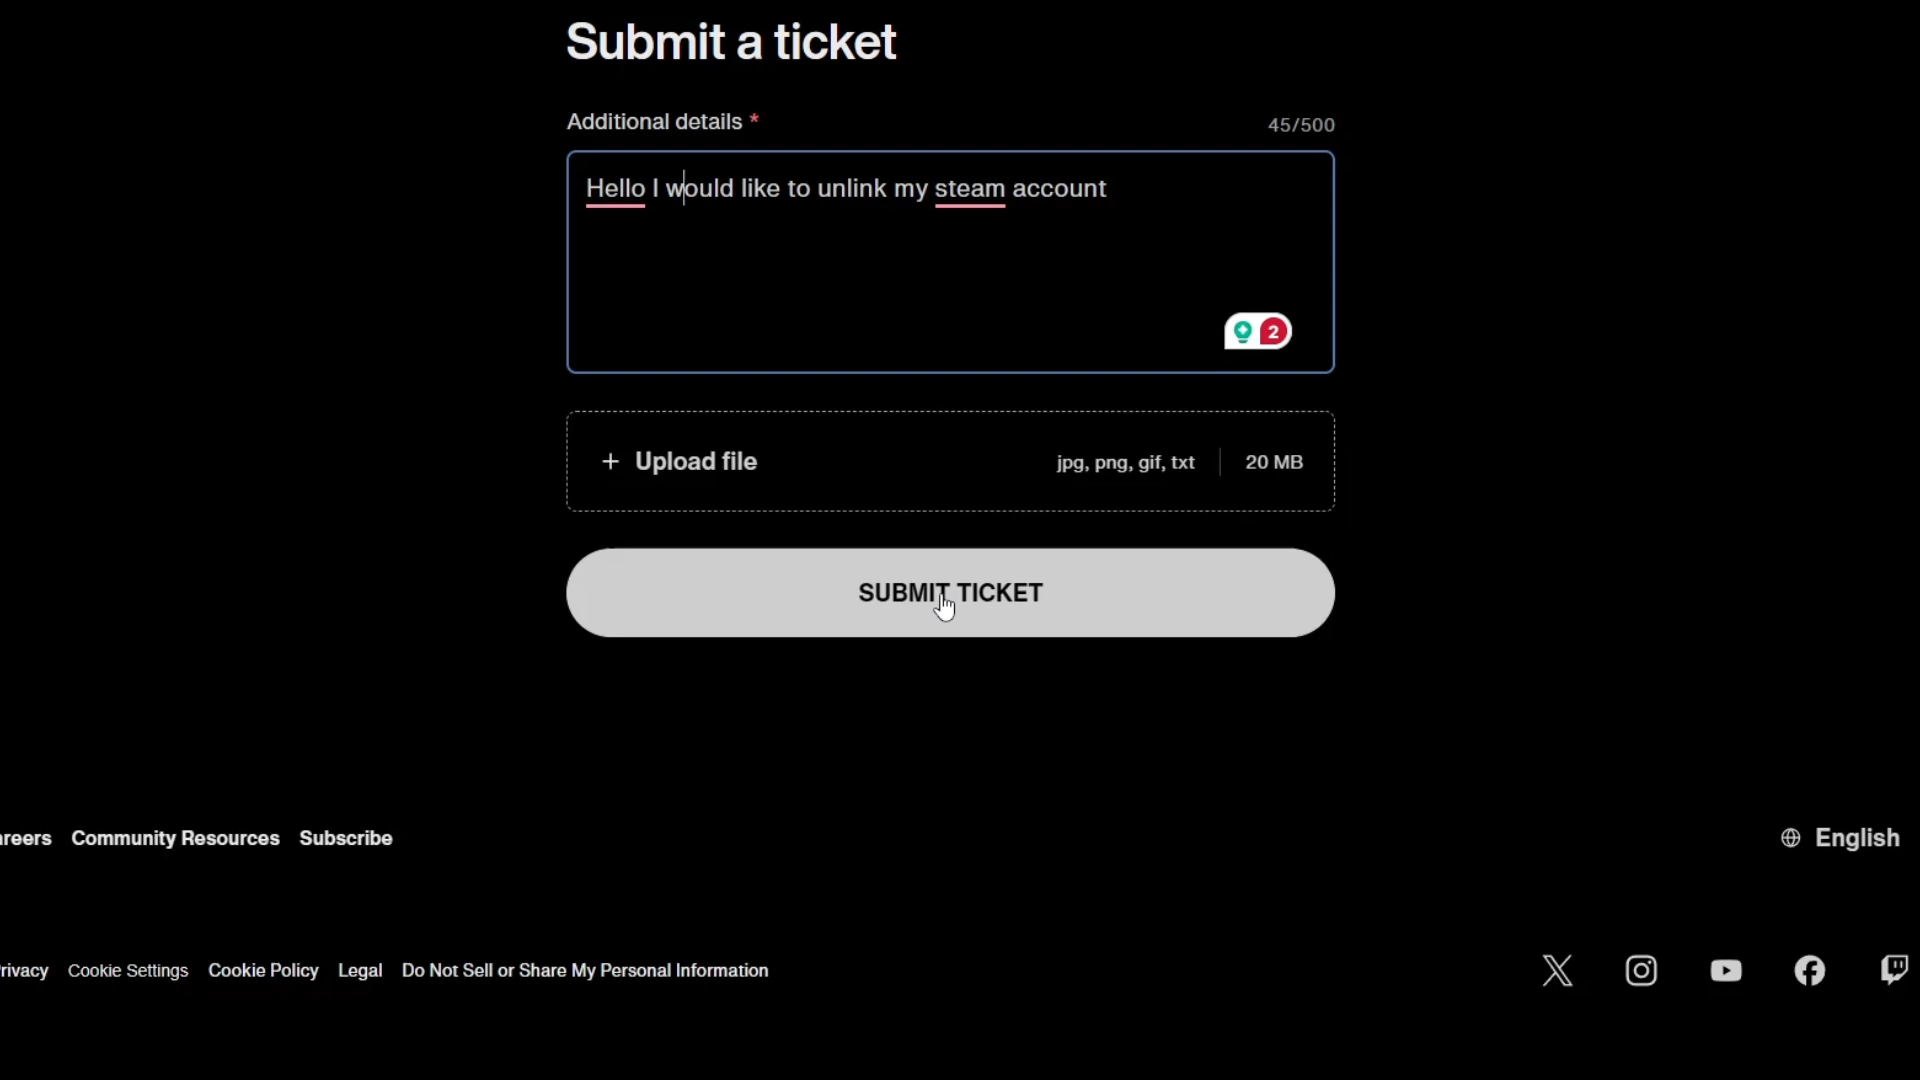 Submit a ticket
Additional details *
45/500
Hello I would like to unlink my steam account
2
+ Upload file
jpg, png, gif, txt
20 MB
SUBMIT TICKET
areers Community Resources Subscribe
English
rivacy Cookie Settings Cookie Policy Legal Do Not Sell or Share My Personal Information